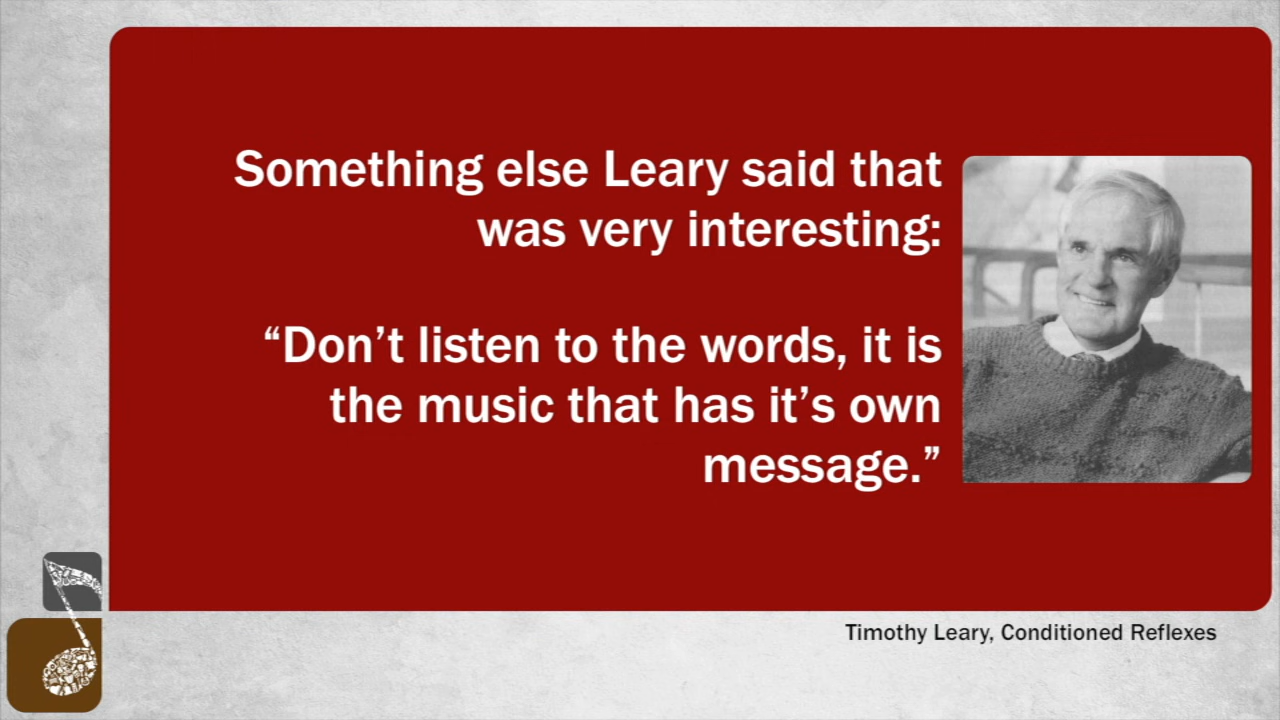 Something else Leary said that
was very interesting:
“Don’t listen to the words, it is
the music that has it’s own
message.”
Timothy Leary, Conditioned Reflexes